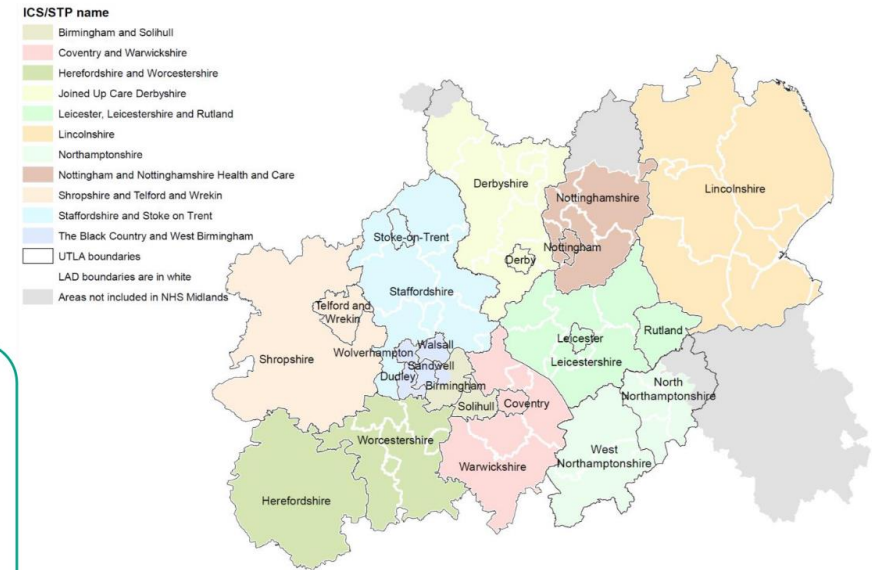 ICS/STP name
Birmingham and Solihull
Coventry and Warwickshire
Herefordshire and Worcestershire
Joined Up Care Derbyshire
Leicester, Leicestershire and Rutland
Lincolnshire
Northamptonshire
Nottingham and Nottinghamshire Health and Care
Shropshire and Telford and Wrekin
Staffordshire and Stoke on Trent
The Black Country and West Birmingham
UTLA boundaries
LAD boundaries are in white
Areas not included in NHS Midlands
Derbyshire
Nottinghamshire
Lincolnshire
Stoke-on-Trent
Nottingham
Derby
Staffordshire
Telford and
Wrekin
Rutland
Leicester
Leicestershire
Shropshire
Wolverhampton
Walsall
Sandwell
Dudley
Birmingham
Solihull
Coventry
North
Northamptonshire
Worcestershire
Warwickshire
West
Northamptonshire
Herefordshire